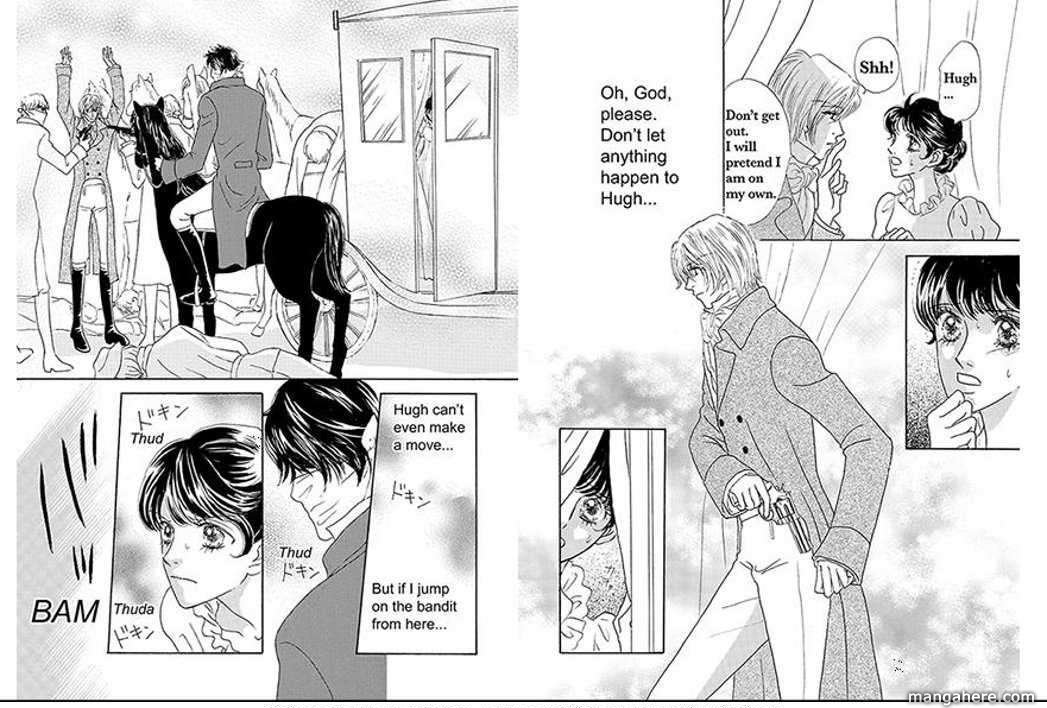 Hugh
...
Shh!
Don't get
out.
I will
pretend I
am on
my own.
Oh, God,
please.
Don't let
anything
happen to
Hugh...
Hugh can't
even make
a move...
ドキン
But if I jump
on the bandit
from here...
Thud
ドキン
ドキン
Thud
Thuda
ドキン
BAM
mangahere.com